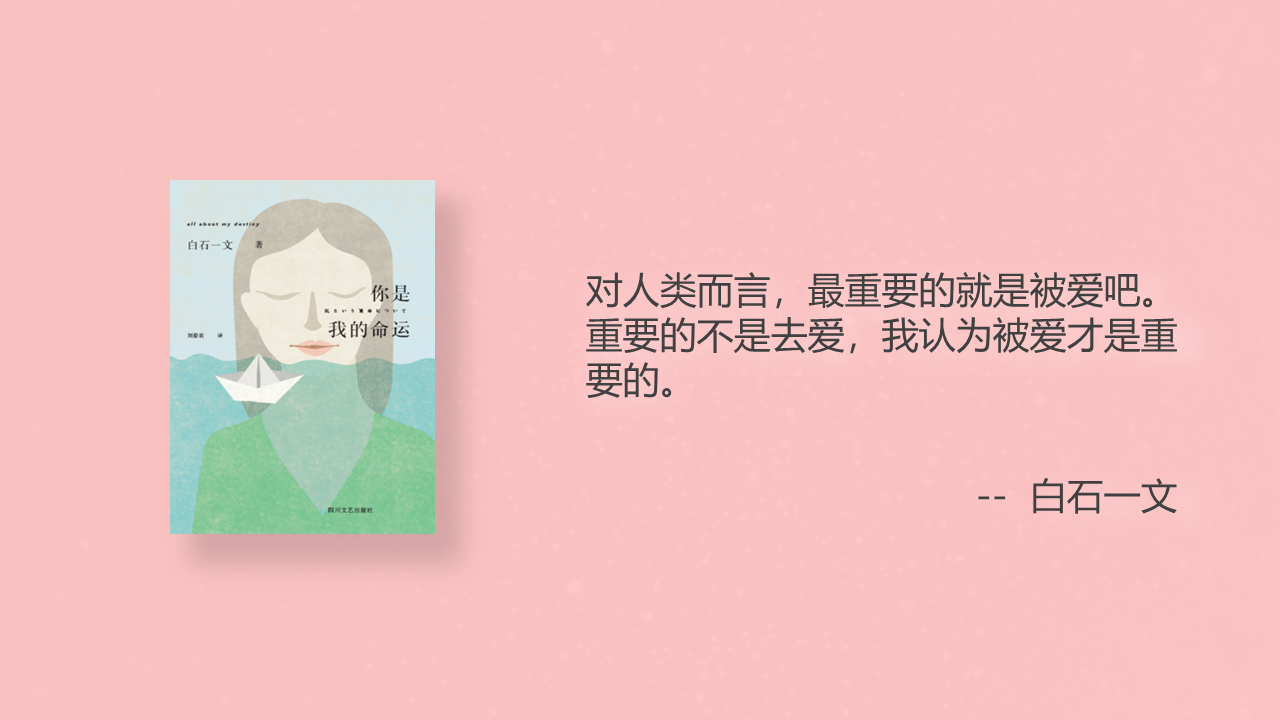 all about my destiny
白石一文 著
你是
私という運命について
我的命运
刘姿君 译
四川文艺出版社
对人类而言，最重要的就是被爱吧。
重要的不是去爱，我认为被爱才是重
要的。
-- 白石一文